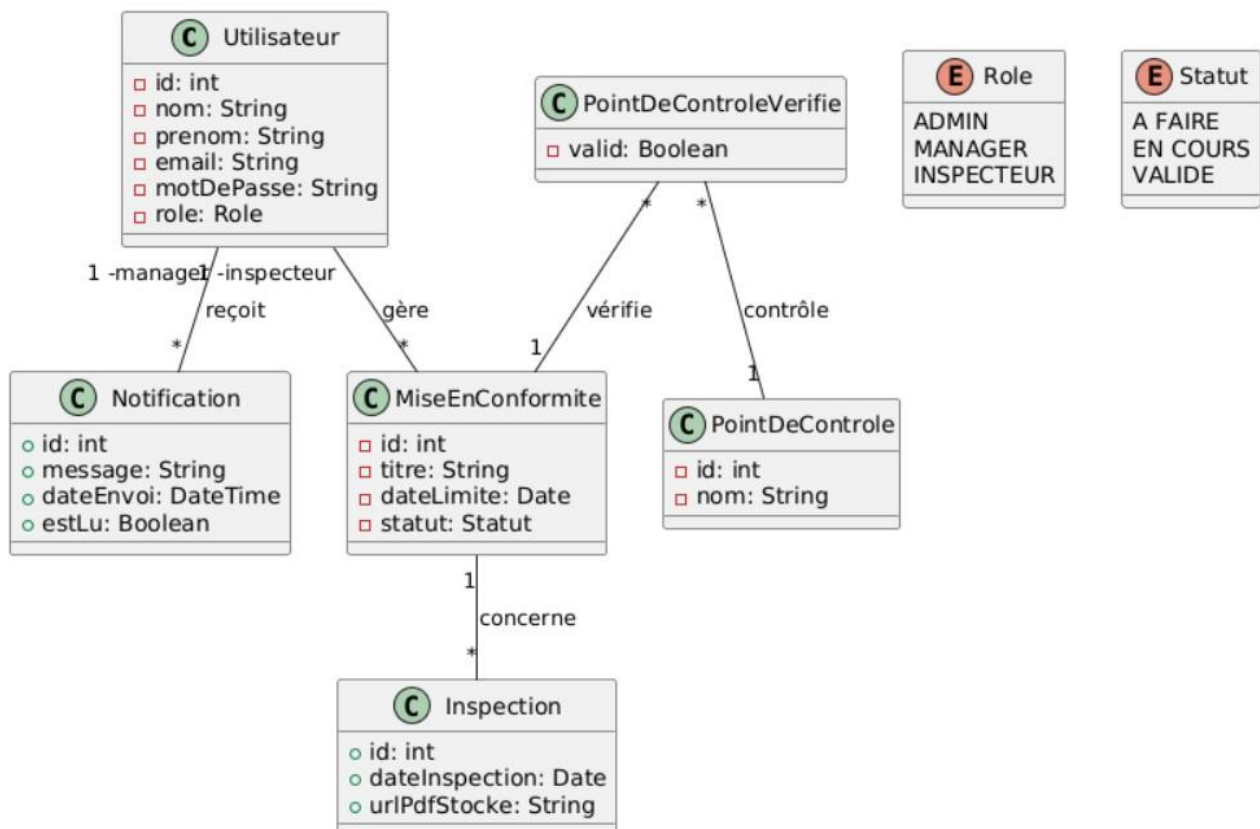 C Utilisateur
id: int
nom: String
prenom: String
email: String
motDePasse: String
role: Role
C PointDeControleVerifie
valid: Boolean
E Role
ADMIN
MANAGER
INSPECTEUR
E Statut
A FAIRE
EN COURS
VALIDE
1 -manager
1 -inspecteur
* *
reçoit
gère
vérifie
contrôle
* * 1 1
C Notification
id: int
message: String
dateEnvoi: DateTime
estLu: Boolean
C MiseEnConformite
id: int
titre: String
dateLimite: Date
statut: Statut
C PointDeControle
id: int
nom: String
1
concerne
*
C Inspection
id: int
dateInspection: Date
urlPdfStocke: String